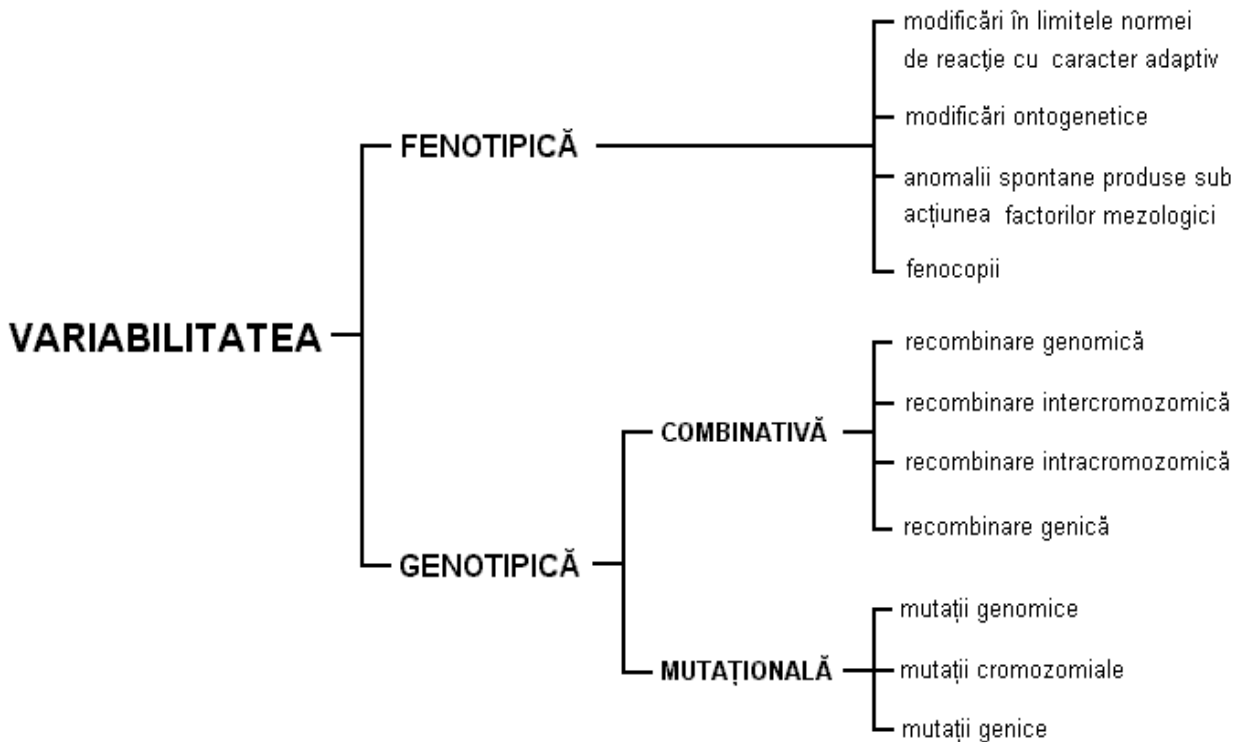 modificări în limitele normei
de reacție cu caracter adaptiv
modificări ontogenetice
FENOTIPICĂ
anomalii spontane produse sub
acțiunea factorilor mezologici
fenocopii
VARIABILITATEA
recombinare genomică
recombinare intercromozomică
COMBINATIVĂ
recombinare intracromozomică
recombinare genică
GENOTIPICĂ
mutații genomice
MUTAȚIONALĂ
mutații cromozomiale
mutații genice